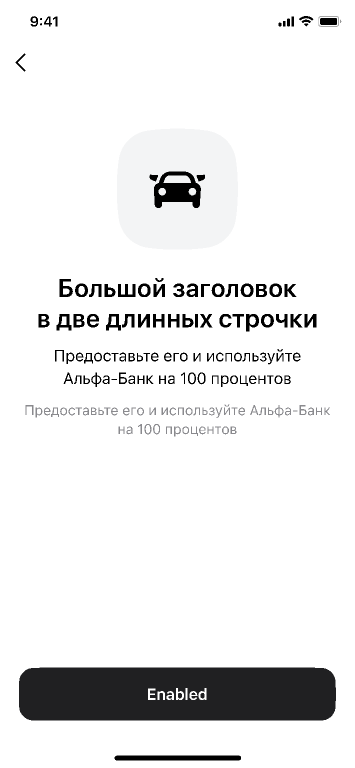 9:41
Большой заголовок
в две длинных строчки
Предоставьте его и используйте
Альфа-Банк на 100 процентов
Предоставьте его и используйте Альфа-Банк
на 100 процентов
Enabled